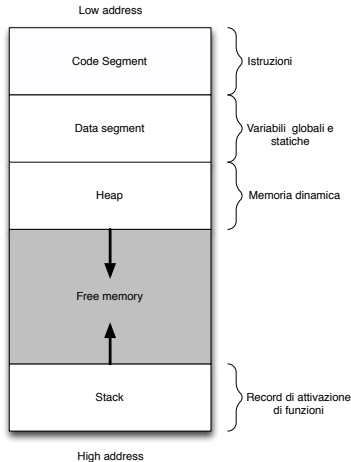 Low address
Code Segment
Istruzioni
Data segment
Variabili globali e
statiche
Heap
Memoria dinamica
Free memory
Stack
Record di attivazione
di funzioni
High address